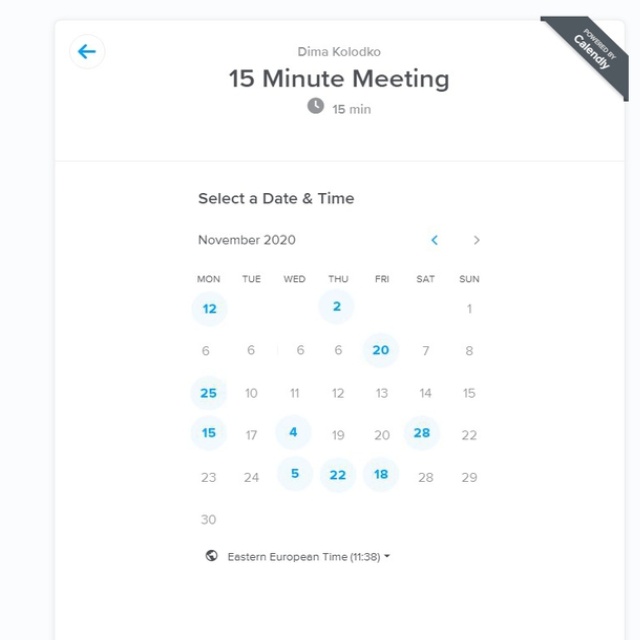 POWERED BY
Calendly
Dima Kolodko
15 Minute Meeting
15 min
Select a Date & Time
November 2020
MON TUE WED THU FRI SAT SUN
12 2 1
6 6 6 6 20 7 8
25 10 11 12 13 14 15
15 17 4 19 20 28 22
23 24 5 22 18 28 29
30
Eastern European Time (11:38)